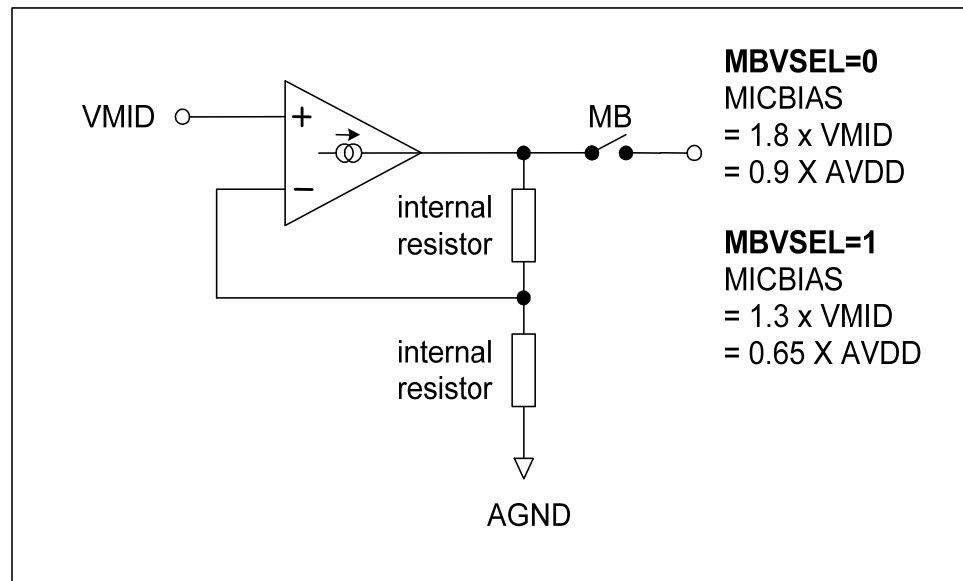 MBVSEL=0
MICBIAS
= 1.8 x VMID
= 0.9 X AVDD
VMID
+
−
MB
internal
resistor
MBVSEL=1
MICBIAS
= 1.3 x VMID
= 0.65 X AVDD
internal
resistor
AGND